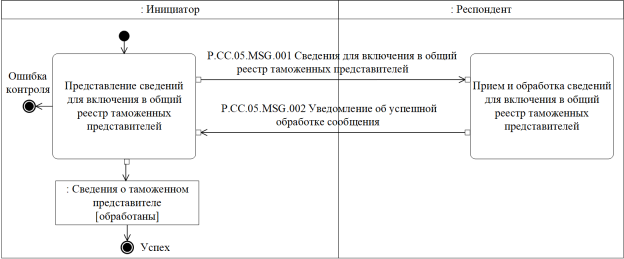 : Инициатор
: Респондент
Ошибка
контроля
Представление сведений
для включения в общий
реестр таможенных
представителей
P.CC.05.MSG.001 Сведения для включения в общий
реестр таможенных представителей
P.CC.05.MSG.002 Уведомление об успешной
обработке сообщения
Прием и обработка сведений
для включения в общий
реестр таможенных
представителей
: Сведения о таможенном
представителе
[обработаны]
Успех